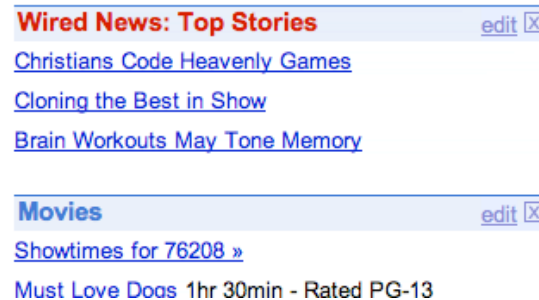 Wired News: Top Stories edit X
Christians Code Heavenly Games
Cloning the Best in Show
Brain Workouts May Tone Memory
Movies edit X
Showtimes for 76208 »
Must Love Dogs 1hr 30min - Rated PG-13